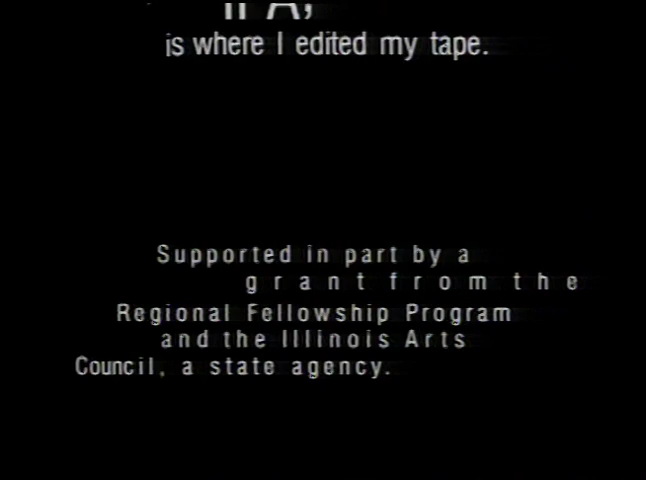 is where I edited my tape.
Supported in part by a
grant from the
Regional Fellowship Program
and the Illinois Arts
Council, a state agency.